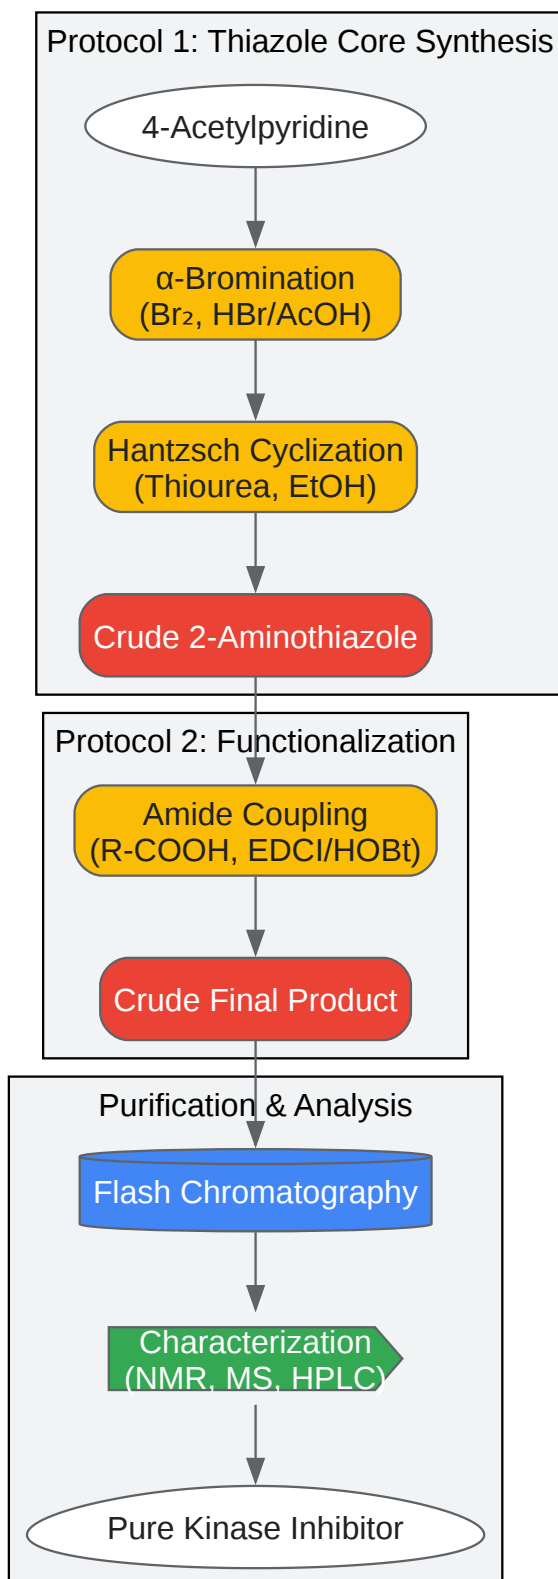 Protocol 1: Thiazole Core Synthesis
4-Acetylpyridine
α-Bromination
(Br₂, HBr/AcOH)
Hantzsch Cyclization
(Thiourea, EtOH)
Crude 2-Aminothiazole
Protocol 2: Functionalization
Amide Coupling
(R-COOH, EDCI/HOBt)
Crude Final Product
Purification & Analysis
Flash Chromatography
Characterization
(NMR, MS, HPLC)
Pure Kinase Inhibitor